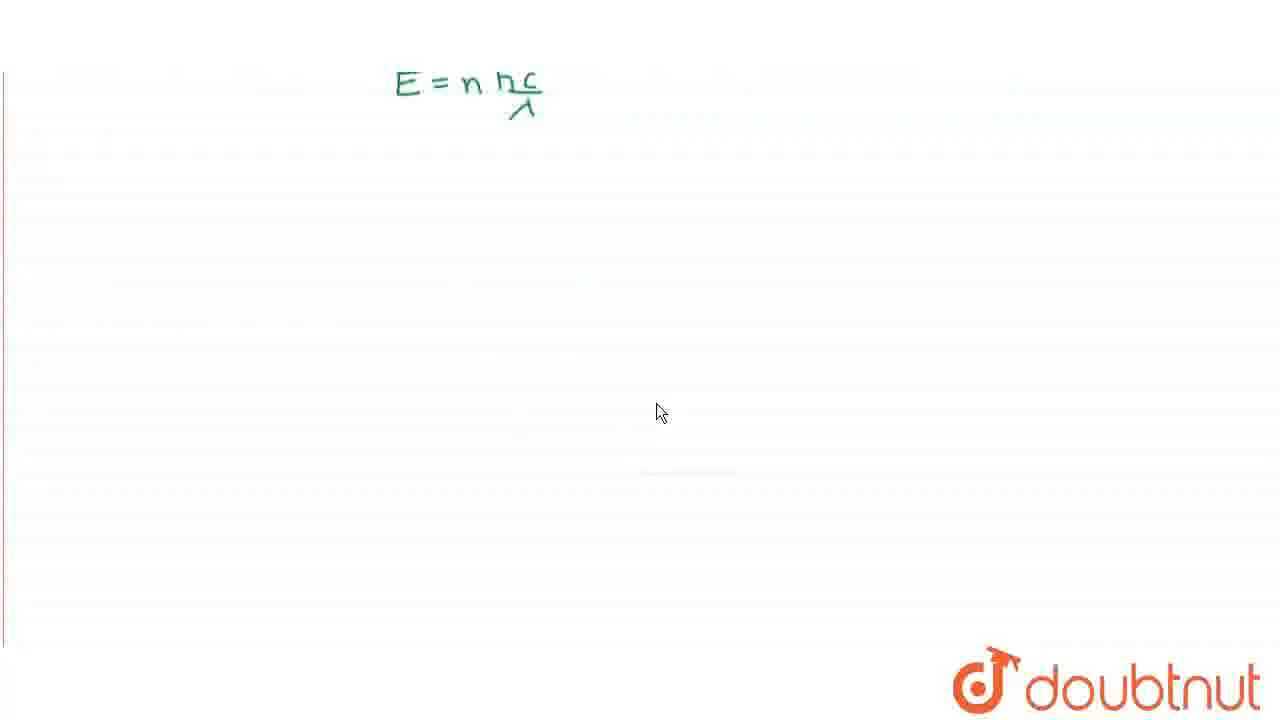 E = n hc/λ
doubtnut